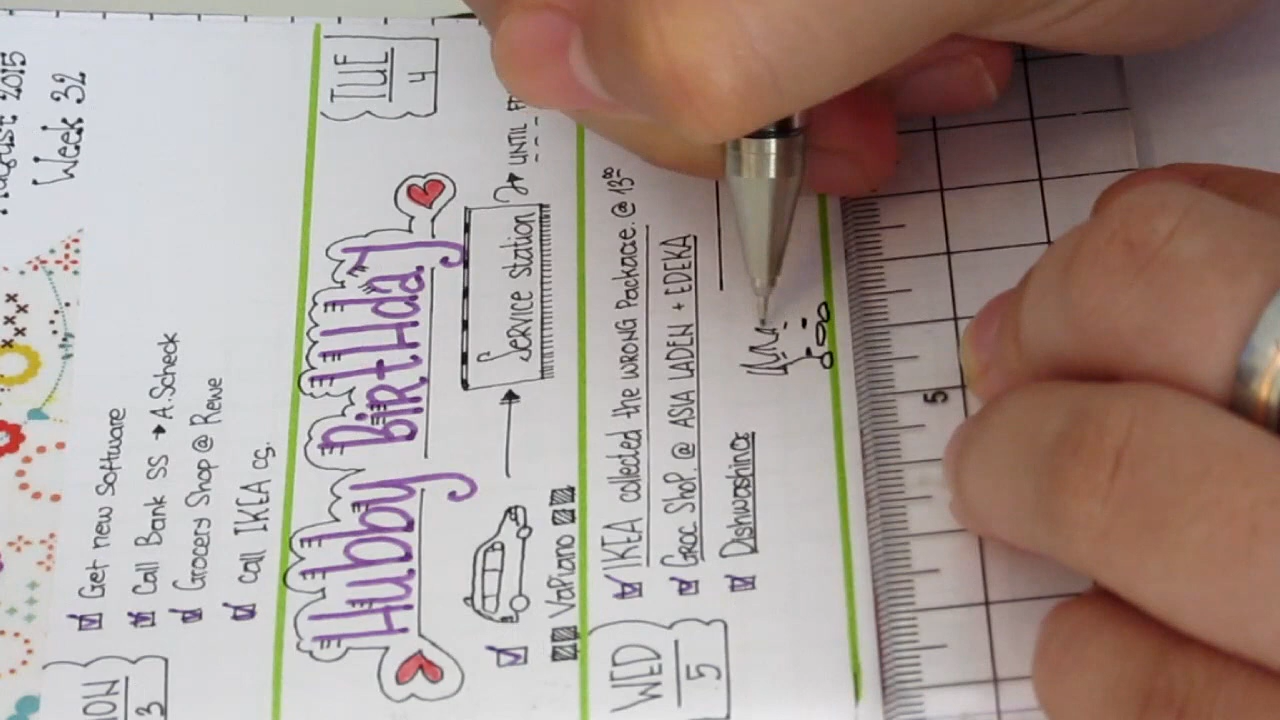 August 2015
Week 32
MON
3
Get new Software
Call Bank SS → A.Scheck
Grocery Shop @ Rewe
call IKEA cg.
TUE
4
Hubby Birthday
Service station
UNTIL
VaPiano
WED
5
IKEA collected the WRONG Package. @ 13⁰⁰
Groc. Shop. @ ASIA LADEN + EDEKA
Dishwashing
5